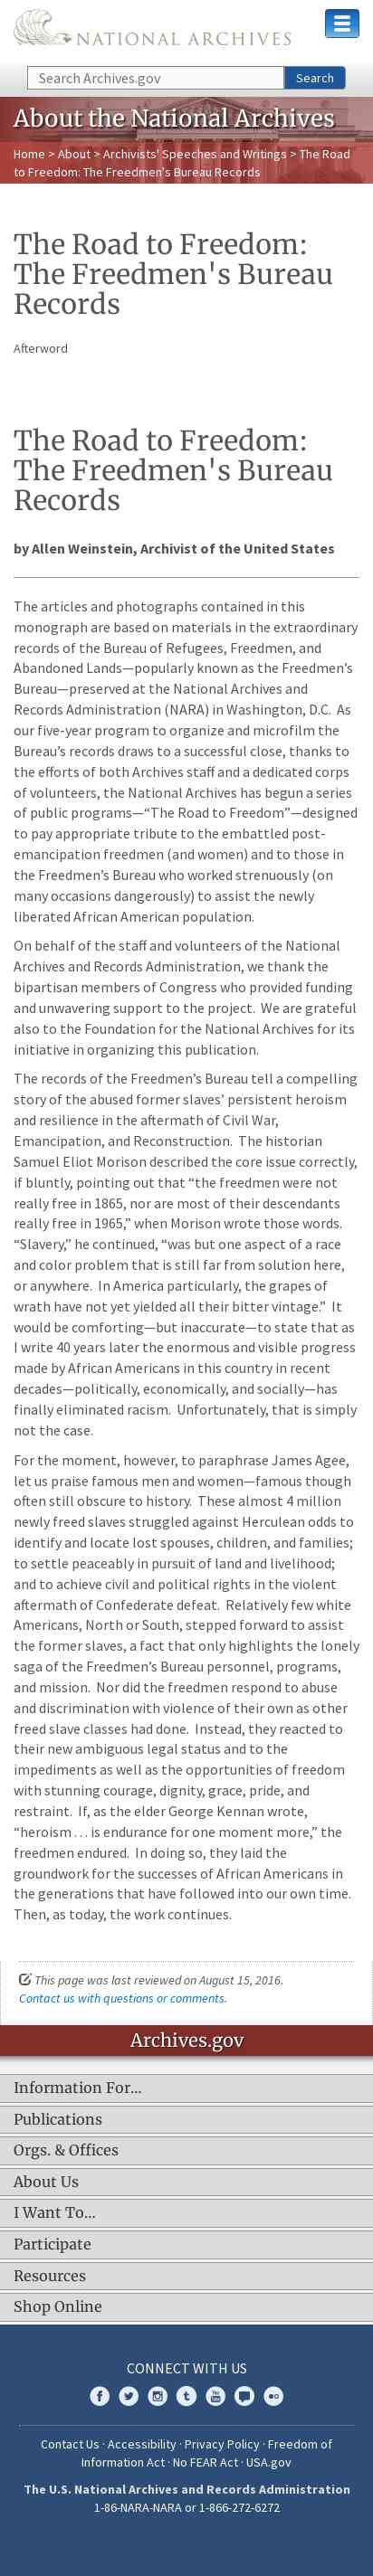 NATIONAL ARCHIVES
Search Archives.gov
Search
About the National Archives
Home > About > Archivists' Speeches and Writings > The Road
to Freedom: The Freedmen's Bureau Records
The Road to Freedom:
The Freedmen's Bureau
Records
Afterword
The Road to Freedom:
The Freedmen's Bureau
Records
by Allen Weinstein, Archivist of the United States
The articles and photographs contained in this
monograph are based on materials in the extraordinary
records of the Bureau of Refugees, Freedmen, and
Abandoned Lands—popularly known as the Freedmen’s
Bureau—preserved at the National Archives and
Records Administration (NARA) in Washington, D.C. As
our five-year program to organize and microfilm the
Bureau’s records draws to a successful close, thanks to
the efforts of both Archives staff and a dedicated corps
of volunteers, the National Archives has begun a series
of public programs—“The Road to Freedom”—designed
to pay appropriate tribute to the embattled post-
emancipation freedmen (and women) and to those in
the Freedmen’s Bureau who worked strenuously (on
many occasions dangerously) to assist the newly
liberated African American population.
On behalf of the staff and volunteers of the National
Archives and Records Administration, we thank the
bipartisan members of Congress who provided funding
and unwavering support to the project. We are grateful
also to the Foundation for the National Archives for its
initiative in organizing this publication.
The records of the Freedmen’s Bureau tell a compelling
story of the abused former slaves’ persistent heroism
and resilience in the aftermath of Civil War,
Emancipation, and Reconstruction. The historian
Samuel Eliot Morison described the core issue correctly,
if bluntly, pointing out that “the freedmen were not
really free in 1865, nor are most of their descendants
really free in 1965,” when Morison wrote those words.
“Slavery,” he continued, “was but one aspect of a race
and color problem that is still far from solution here,
or anywhere. In America particularly, the grapes of
wrath have not yet yielded all their bitter vintage.” It
would be comforting—but inaccurate—to state that as
I write 40 years later the enormous and visible progress
made by African Americans in this country in recent
decades—politically, economically, and socially—has
finally eliminated racism. Unfortunately, that is simply
not the case.
For the moment, however, to paraphrase James Agee,
let us praise famous men and women—famous though
often still obscure to history. These almost 4 million
newly freed slaves struggled against Herculean odds to
identify and locate lost spouses, children, and families;
to settle peaceably in pursuit of land and livelihood;
and to achieve civil and political rights in the violent
aftermath of Confederate defeat. Relatively few white
Americans, North or South, stepped forward to assist
the former slaves, a fact that only highlights the lonely
saga of the Freedmen’s Bureau personnel, programs,
and mission. Nor did the freedmen respond to abuse
and discrimination with violence of their own as other
freed slave classes had done. Instead, they reacted to
their new ambiguous legal status and to the
impediments as well as the opportunities of freedom
with stunning courage, dignity, grace, pride, and
restraint. If, as the elder George Kennan wrote,
“heroism . . . is endurance for one moment more,” the
freedmen endured. In doing so, they laid the
groundwork for the successes of African Americans in
the generations that have followed into our own time.
Then, as today, the work continues.
This page was last reviewed on August 15, 2016.
Contact us with questions or comments.
Archives.gov
Information For…
Publications
Orgs. & Offices
About Us
I Want To…
Participate
Resources
Shop Online
CONNECT WITH US
Contact Us · Accessibility · Privacy Policy · Freedom of
Information Act · No FEAR Act · USA.gov
The U.S. National Archives and Records Administration
1-86-NARA-NARA or 1-866-272-6272